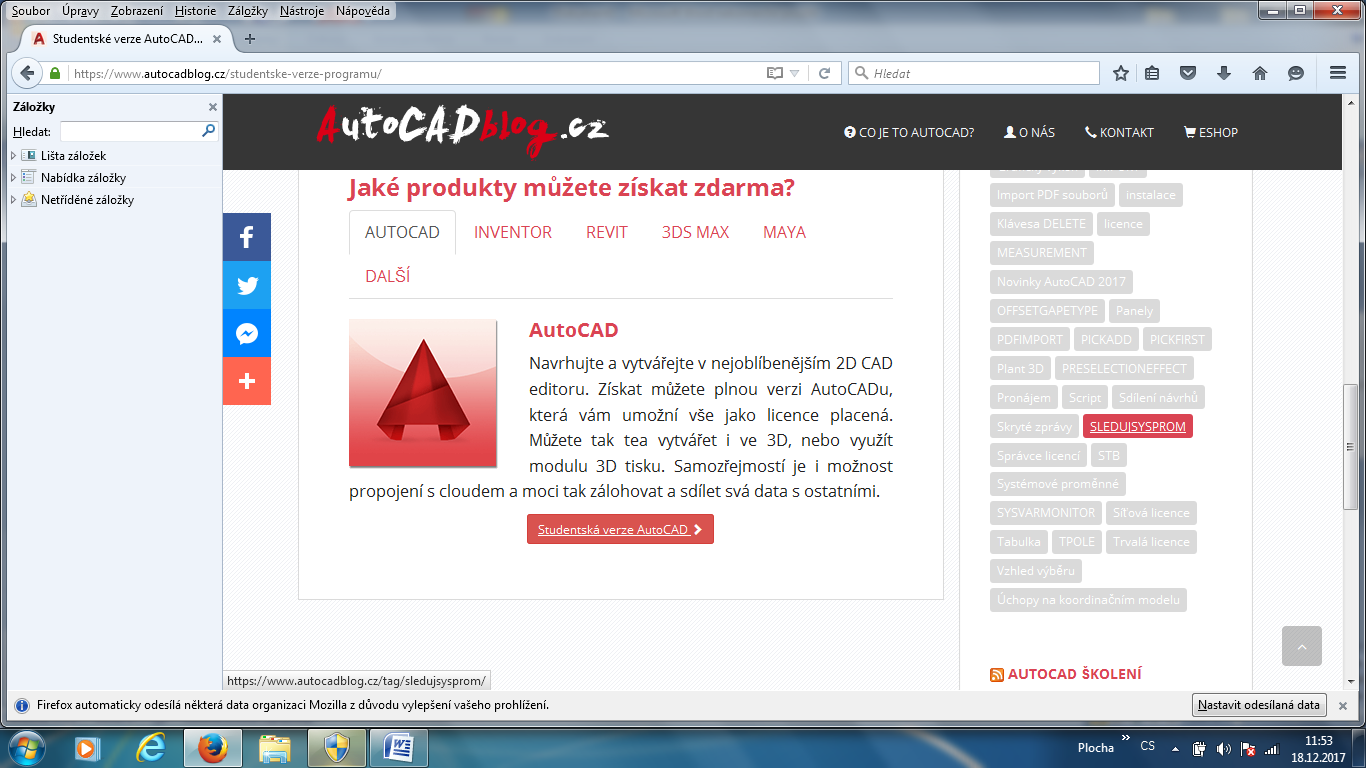 Soubor Úpravy Zobrazení Historie Záložky Nástroje Nápověda
Studentské verze AutoCAD...
https://www.autocadblog.cz/studentske-verze-programu/
Hledat
Záložky
Hledat:
Lišta záložek
Nabídka záložky
Netříděné záložky
AutoCADblog.cz
CO JE TO AUTOCAD? O NÁS KONTAKT ESHOP
Jaké produkty můžete získat zdarma?
AUTOCAD INVENTOR REVIT 3DS MAX MAYA
DALŠÍ
AutoCAD
Navrhujte a vytvářejte v nejoblíbenějším 2D CAD
editoru. Získat můžete plnou verzi AutoCADu,
která vám umožní vše jako licence placená.
Můžete tak tea vytvářet i ve 3D, nebo využít
modulu 3D tisku. Samozřejmostí je i možnost
propojení s cloudem a moci tak zálohovat a sdílet svá data s ostatními.
Studentská verze AutoCAD
Import PDF souborů instalace
Klávesa DELETE licence
MEASUREMENT
Novinky AutoCAD 2017
OFFSETGAPETYPE Panely
PDFIMPORT PICKADD PICKFIRST
Plant 3D PRESELECTIONEFFECT
Pronájem Script Sdílení návrhů
Skryté zprávy SLEDUJSYSPROM
Správce licencí STB
Systémové proměnné
SYSVARMONITOR Síťová licence
Tabulka TPOLE Trvalá licence
Vzhled výběru
Úchopy na koordinačním modelu
AUTOCAD ŠKOLENÍ
https://www.autocadblog.cz/tag/sledujsysprom/
Firefox automaticky odesílá některá data organizaci Mozilla z důvodu vylepšení vašeho prohlížení.
Nastavit odesílaná data
Plocha
CS
11:53
18.12.2017